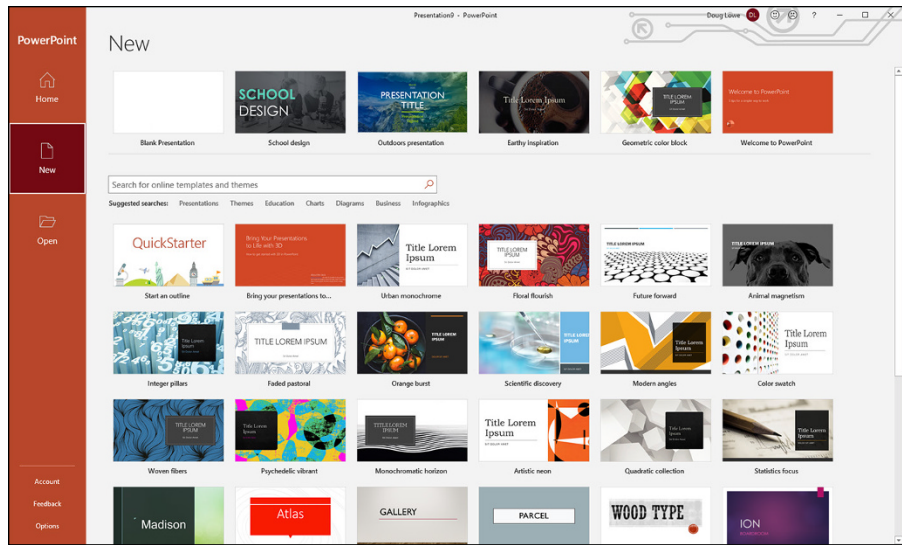 Presentation9 - PowerPoint
Doug Lowe
DL
?
PowerPoint
New
Home
New
Open
Account
Feedback
Options
SCHOOL
DESIGN
PRESENTATION
TITLE
Title Lorem Ipsum
TITLE LOREM
IPSUM
Welcome to PowerPoint
Blank Presentation
School design
Outdoors presentation
Earthy inspiration
Geometric color block
Welcome to PowerPoint
Search for online templates and themes
Suggested searches: Presentations Themes Education Charts Diagrams Business Infographics
QuickStarter
Bring Your Presentations
to Life with 3D
Title Lorem
Ipsum
TITLE LOREM
IPSUM
TITLE LOREM IPSUM
TITLE LOREM IPSUM
Start an outline
Bring your presentations to...
Urban monochrome
Floral flourish
Future forward
Animal magnetism
Title Lorem
Ipsum
TITLE LOREM IPSUM
TITLE LOREM
IPSUM
TITLE LOREM
IPSUM
Title Lorem
Ipsum
Title Lorem
Ipsum
Integer pillars
Faded pastoral
Orange burst
Scientific discovery
Modern angles
Color swatch
TITLE LOREM
IPSUM
Title Lorem
Ipsum
TITLE LOREM
IPSUM
Title Lorem
Ipsum
Title Lorem
Ipsum
Title Lorem
Ipsum
Woven fibers
Psychedelic vibrant
Monochromatic horizon
Artistic neon
Quadratic collection
Statistics focus
Madison
Atlas
GALLERY
PARCEL
WOOD TYPE
ION
BOARDROOM